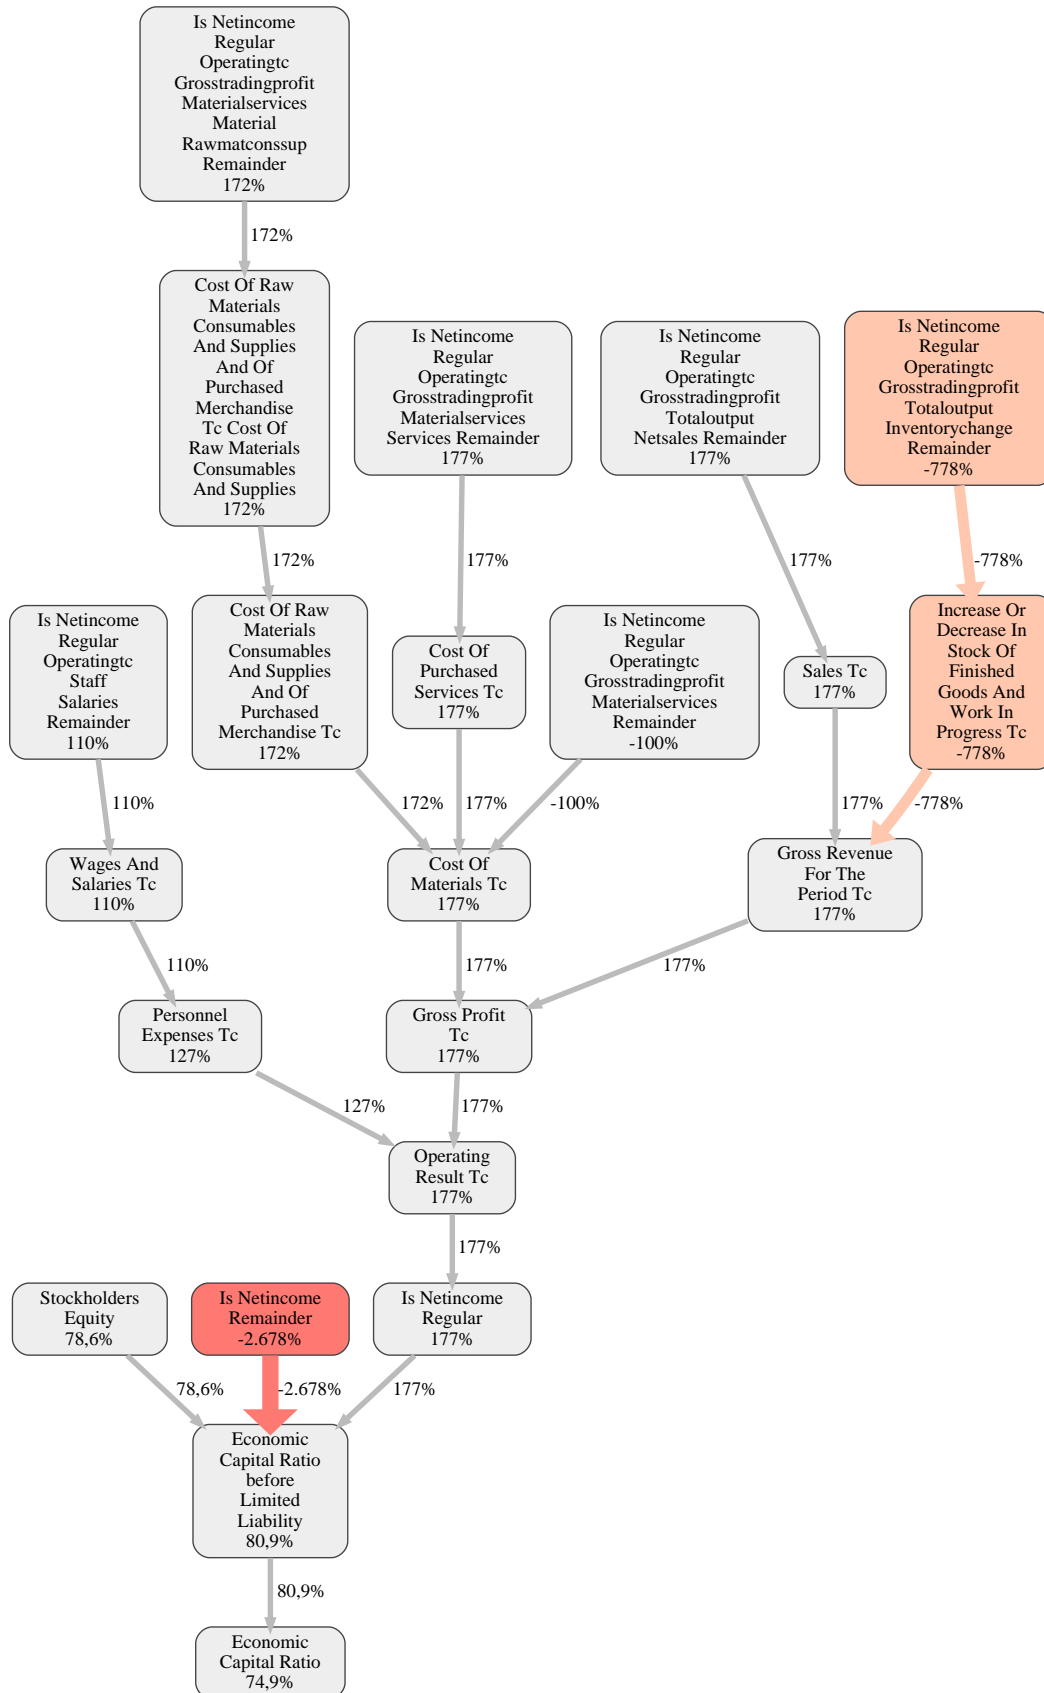 Is Netincome
Regular
Operatingtc
Grosstradingprofit
Materialservices
Material
Rawmatconssup
Remainder
172%
172%
Cost Of Raw
Materials
Consumables
And Supplies
And Of
Purchased
Merchandise
Tc Cost Of
Raw Materials
Consumables
And Supplies
172%
Is Netincome
Regular
Operatingtc
Grosstradingprofit
Materialservices
Services Remainder
177%
Is Netincome
Regular
Operatingtc
Grosstradingprofit
Totaloutput
Netsales Remainder
177%
Is Netincome
Regular
Operatingtc
Grosstradingprofit
Totaloutput
Inventorychange
Remainder
-778%
172%
177%
177%
-778%
Is Netincome
Regular
Operatingtc
Staff
Salaries
Remainder
110%
Cost Of Raw
Materials
Consumables
And Supplies
And Of
Purchased
Merchandise Tc
172%
Cost Of
Purchased
Services Tc
177%
Is Netincome
Regular
Operatingtc
Grosstradingprofit
Materialservices
Remainder
-100%
Sales Tc
177%
Increase Or
Decrease In
Stock Of
Finished
Goods And
Work In
Progress Tc
-778%
110%
172%
177%
-100%
177%
-778%
Wages And
Salaries Tc
110%
Cost Of
Materials Tc
177%
Gross Revenue
For The
Period Tc
177%
110%
177%
177%
Personnel
Expenses Tc
127%
Gross Profit
Tc
177%
127%
177%
Operating
Result Tc
177%
177%
Stockholders
Equity
78,6%
Is Netincome
Remainder
-2.678%
Is Netincome
Regular
177%
78,6%
-2.678%
177%
Economic
Capital Ratio
before
Limited
Liability
80,9%
80,9%
Economic
Capital Ratio
74,9%